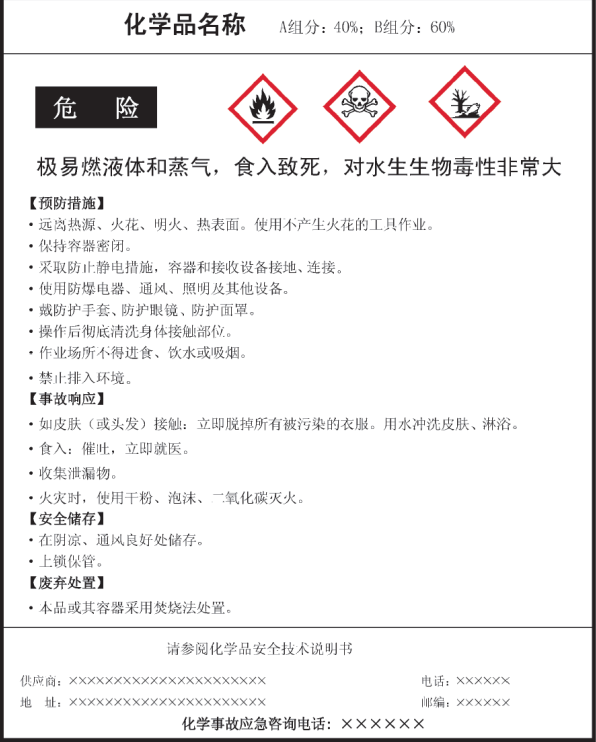 化学品名称 A组分：40%；B组分：60%
危 险
极易燃液体和蒸气，食入致死，对水生生物毒性非常大
【预防措施】
·远离热源、火花、明火、热表面。使用不产生火花的工具作业。
·保持容器密闭。
·采取防止静电措施，容器和接收设备接地、连接。
·使用防爆电器、通风、照明及其他设备。
·戴防护手套、防护眼镜、防护面罩。
·操作后彻底清洗身体接触部位。
·作业场所不得进食、饮水或吸烟。
·禁止排入环境。
【事故响应】
·如皮肤（或头发）接触：立即脱掉所有被污染的衣服。用水冲洗皮肤、淋浴。
·食入：催吐，立即就医。
·收集泄漏物。
·火灾时，使用干粉、泡沫、二氧化碳灭火。
【安全储存】
·在阴凉、通风良好处储存。
·上锁保管。
【废弃处置】
·本品或其容器采用焚烧法处置。
请参阅化学品安全技术说明书
供应商：×××××××××××××××××××××× 电话：××××××
地 址：×××××××××××××××××××××× 邮编：××××××
化学事故应急咨询电话：××××××